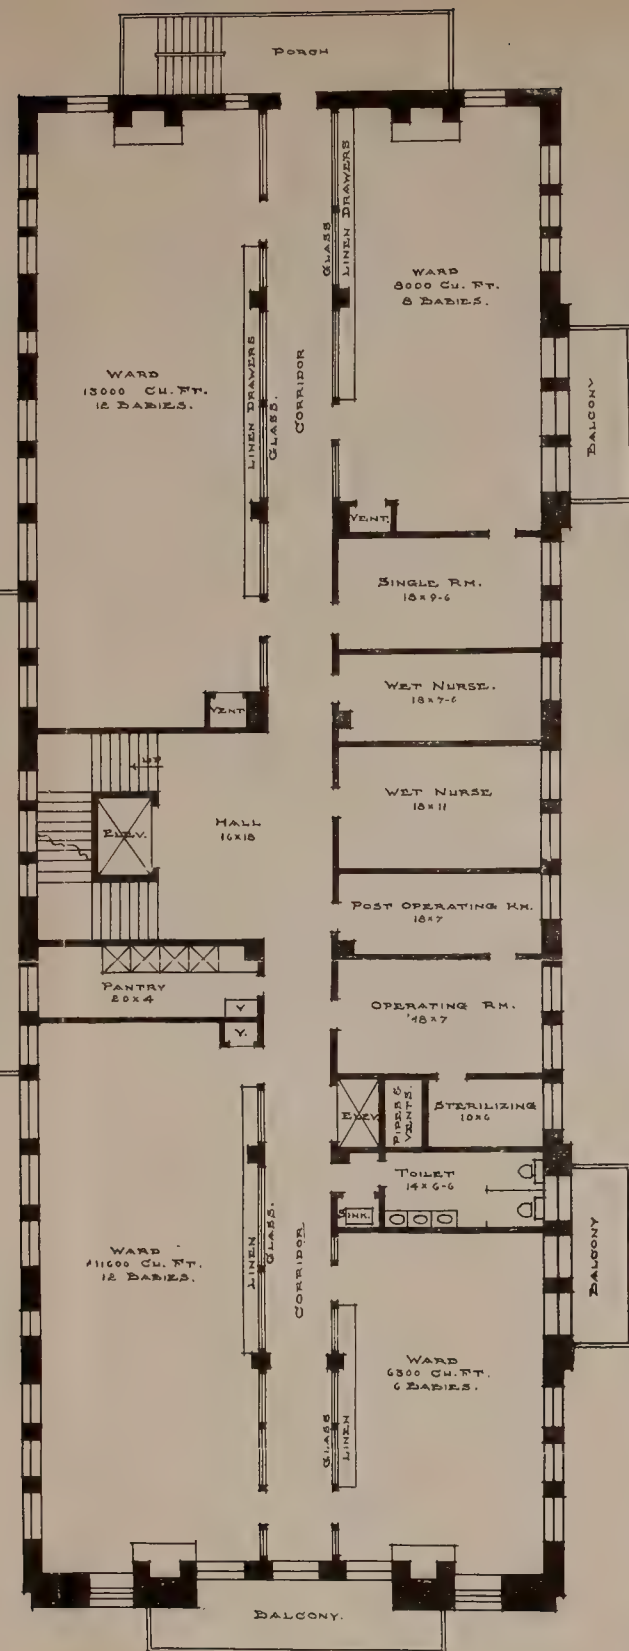 PORCH
GLASS
LINEN DRAWERS
WARD
8000 CU. FT.
8 BABIES.
WARD
13000 CU. FT.
12 BABIES.
LINEN DRAWERS
GLASS.
CORRIDOR
BALCONY
VENT.
SINGLE RM.
18 x 9-6
WET NURSE.
18 x 7-6
VENT
UP
ELEV.
HALL
16 x 18
WET NURSE
18 x 11
POST OPERATING RM.
18 x 7
PANTRY
20 x 4
Y
Y.
OPERATING RM.
18 x 7
ELEV.
PIPES &
VENTS.
STERILIZING
10 x 6
TOILET
14 x 6-6
LINEN
GLASS.
CORRIDOR
WARD
11600 CU. FT.
12 BABIES.
BALCONY
WARD
6300 CU. FT.
6 BABIES.
GLASS
LINEN
BALCONY.